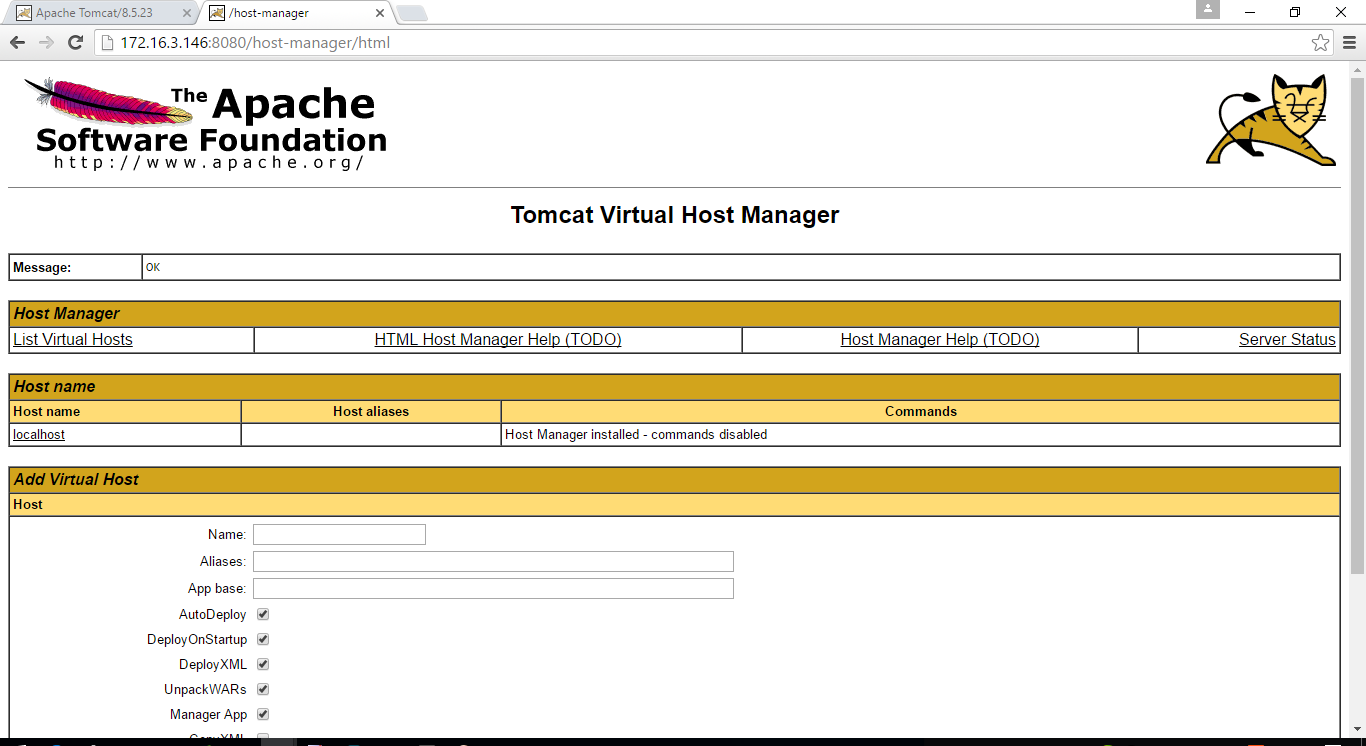 Apache Tomcat/8.5.23
/host-manager
172.16.3.146:8080/host-manager/html
The Apache
Software Foundation
http://www.apache.org/
Tomcat Virtual Host Manager
Message: OK
Host Manager
List Virtual Hosts HTML Host Manager Help (TODO) Host Manager Help (TODO) Server Status
Host name
Host name Host aliases Commands
localhost Host Manager installed - commands disabled
Add Virtual Host
Host
Name:
Aliases:
App base:
AutoDeploy
DeployOnStartup
DeployXML
UnpackWARs
Manager App
CopyXML